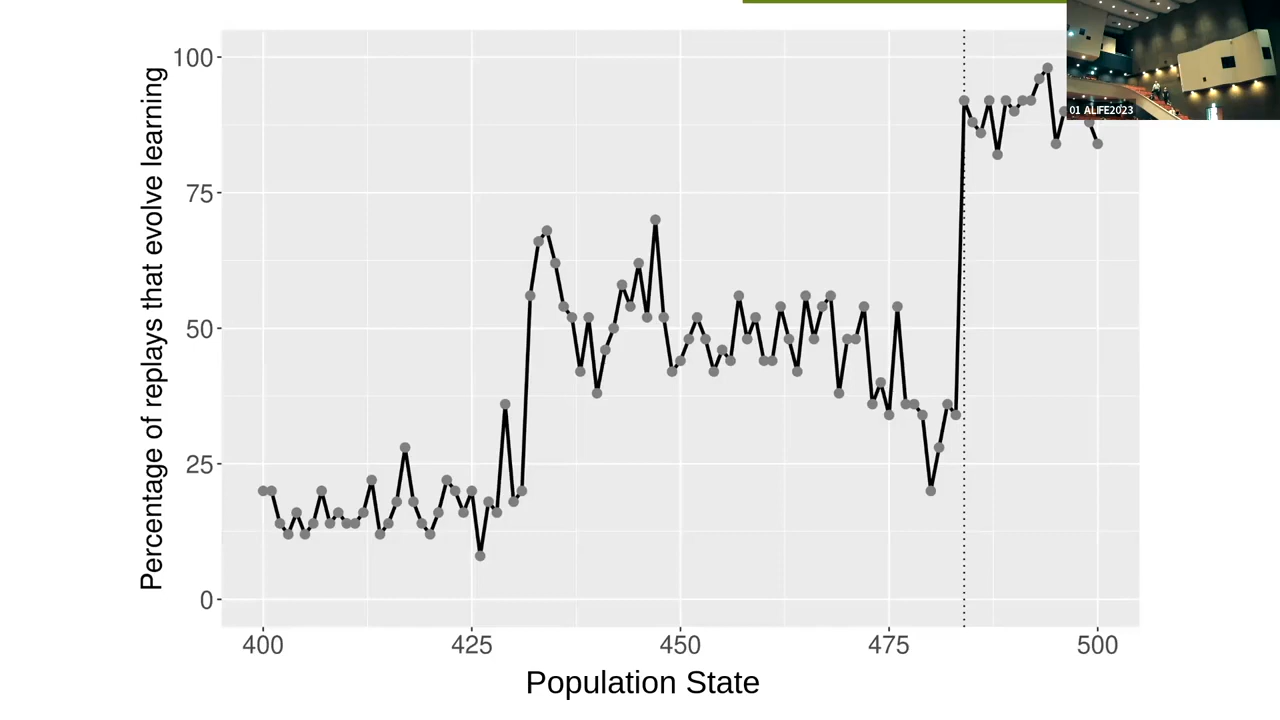 01 ALIFE2023
100
75
50
25
0
Percentage of replays that evolve learning
400 425 450 475 500
Population State